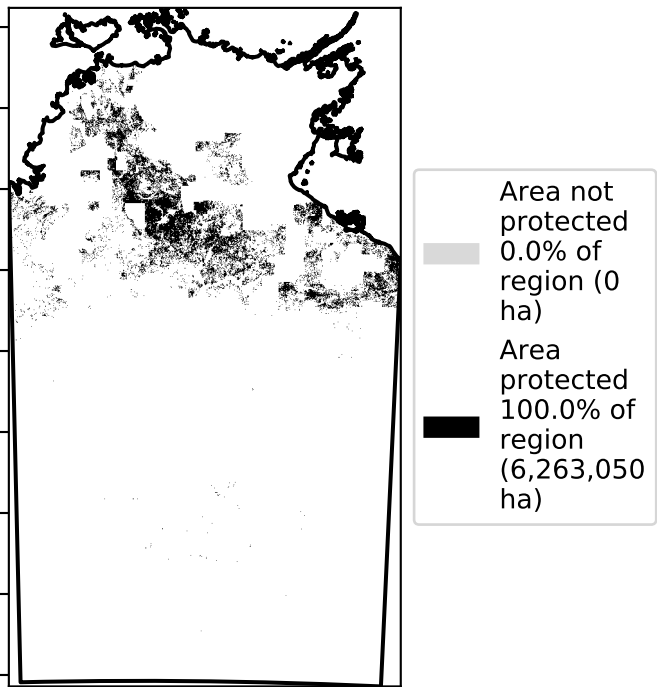 Area not
protected
0.0% of
region (0
ha)
Area
protected
100.0% of
region
(6,263,050
ha)